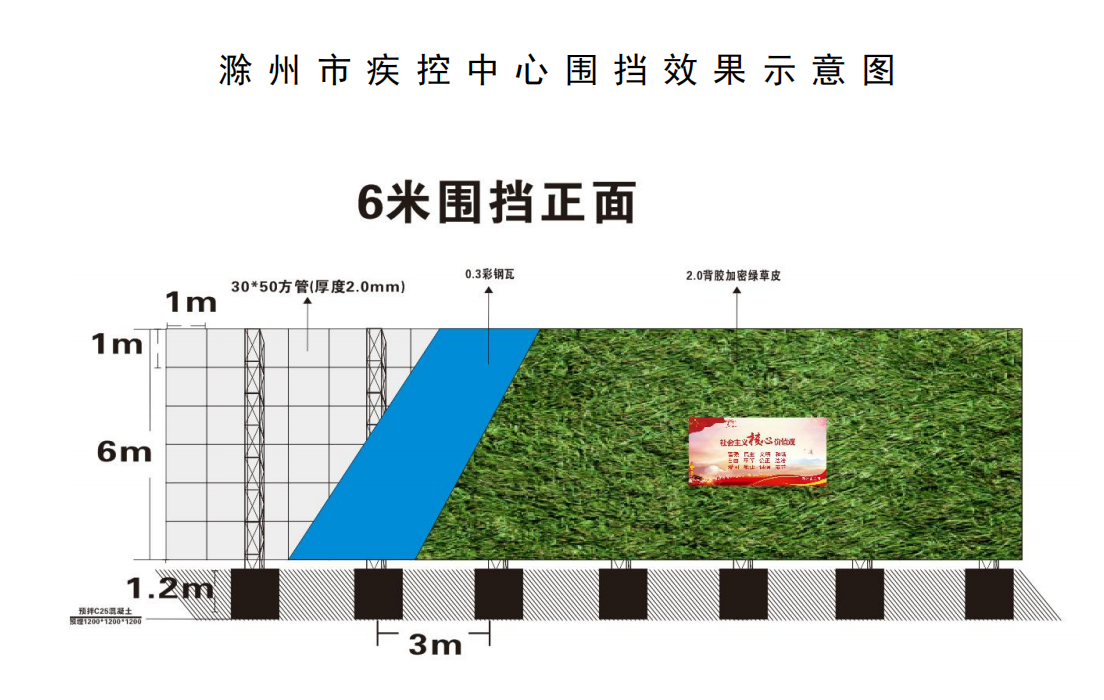 滁州市疾控中心围挡效果示意图
6米围挡正面
0.3彩钢瓦
2.0背胶加密绿草皮
30*50方管(厚度2.0mm)
1m
1m
6m
社会主义核心价值观
富强 民主 文明 和谐
自由 平等 公正 法治
爱国 敬业 诚信 友善
1.2m
预拌C25混凝土
预埋1200*1200*1200
3m